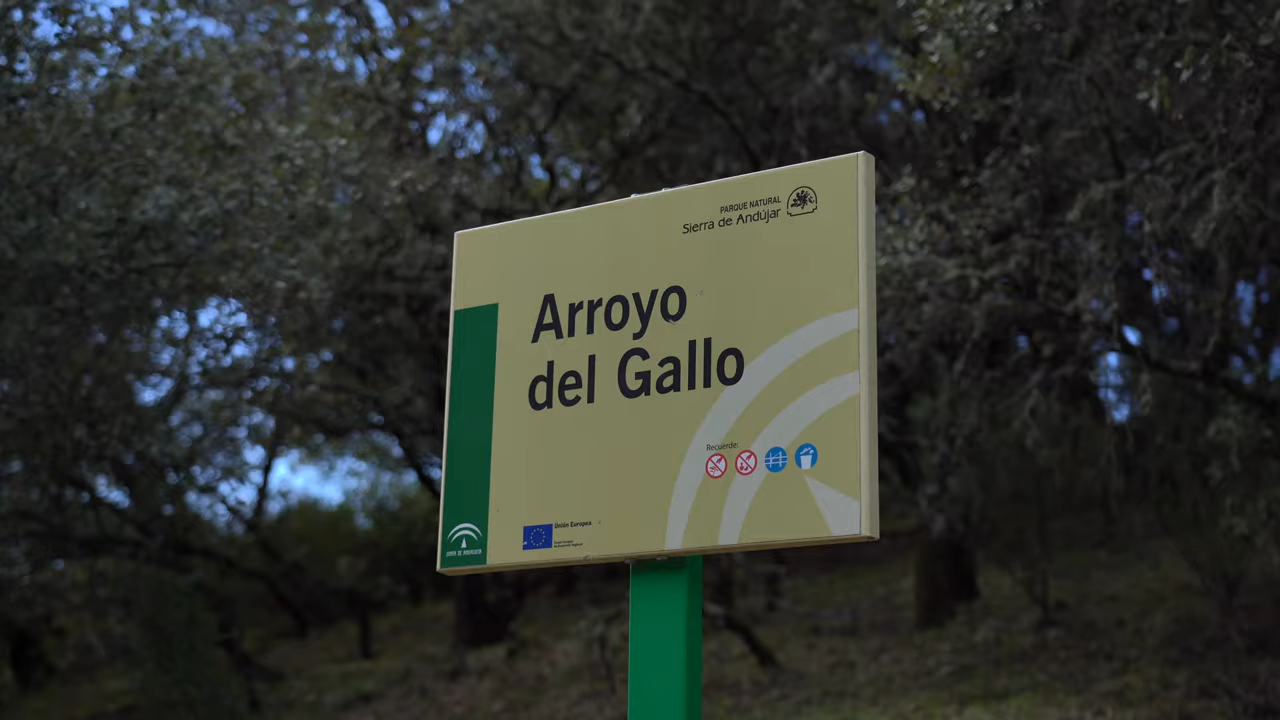 PARQUE NATURAL
Sierra de Andújar
Arroyo
del Gallo
Recuerde:
JUNTA DE ANDALUCIA
Unión Europea